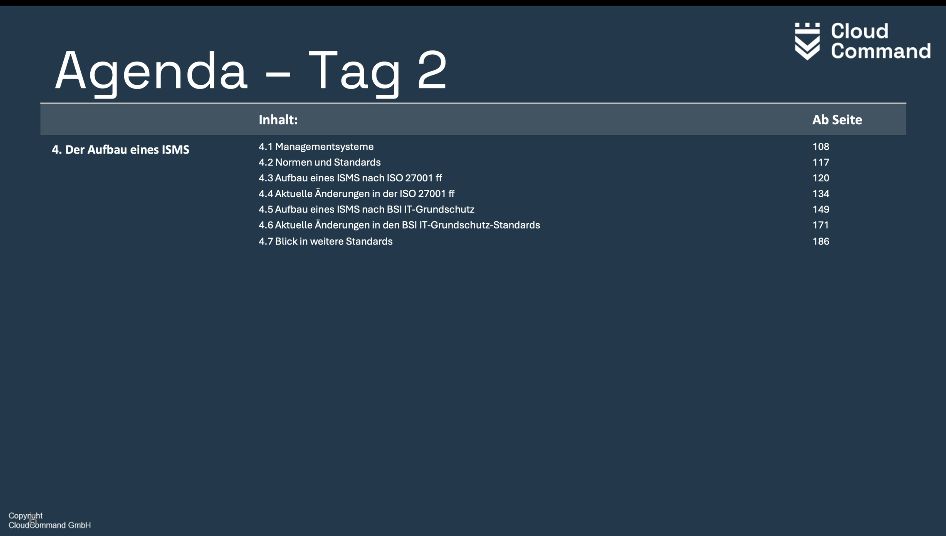 Cloud
Command
Agenda – Tag 2
Inhalt: Ab Seite
4. Der Aufbau eines ISMS
4.1 Managementsysteme 108
4.2 Normen und Standards 117
4.3 Aufbau eines ISMS nach ISO 27001 ff 120
4.4 Aktuelle Änderungen in der ISO 27001 ff 134
4.5 Aufbau eines ISMS nach BSI IT-Grundschutz 149
4.6 Aktuelle Änderungen in den BSI IT-Grundschutz-Standards 171
4.7 Blick in weitere Standards 186
Copyright
CloudCommand GmbH